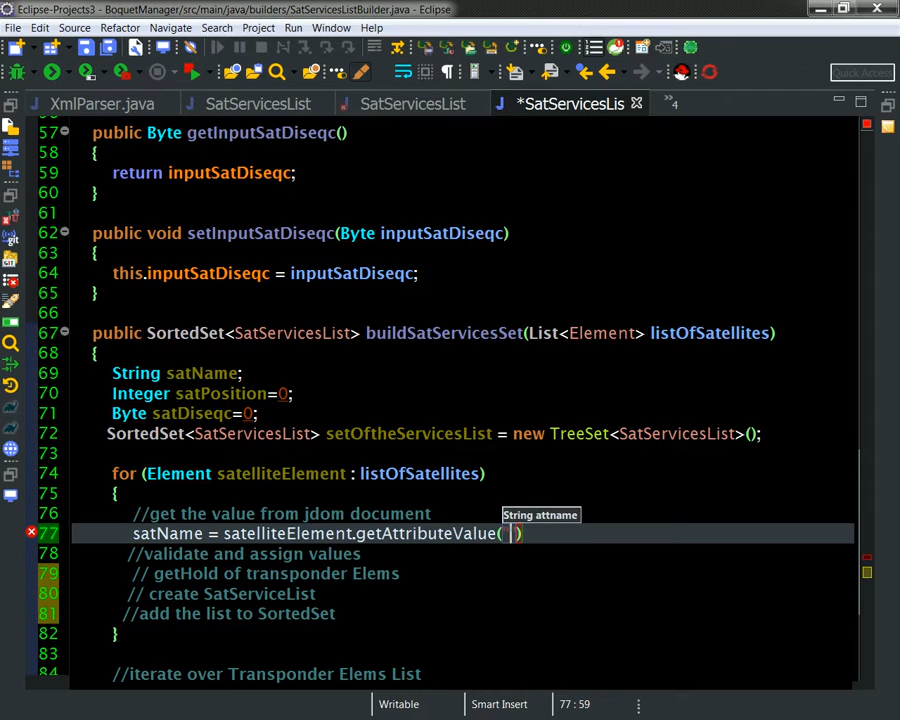 Eclipse-Projects3 - BoquetManager/src/main/java/builders/SatServicesListBuilder.java - Eclipse
File Edit Source Refactor Navigate Search Project Run Window Help
Quick Access
XmlParser.java SatServicesList SatServicesList *SatServicesLis »4
57 public Byte getInputSatDiseqc()
58 {
59 return inputSatDiseqc;
60 }
61
62 public void setInputSatDiseqc(Byte inputSatDiseqc)
63 {
64 this.inputSatDiseqc = inputSatDiseqc;
65 }
66
67 public SortedSet<SatServicesList> buildSatServicesSet(List<Element> listOfSatellites)
68 {
69 String satName;
70 Integer satPosition=0;
71 Byte satDiseqc=0;
72 SortedSet<SatServicesList> setOftheServicesList = new TreeSet<SatServicesList>();
73
74 for (Element satelliteElement : listOfSatellites)
75 {
76 //get the value from jdom document
String attname
77 satName = satelliteElement.getAttributeValue("")
78 //validate and assign values
79 // getHold of transponder Elems
80 // create SatServiceList
81 //add the list to SortedSet
82 }
83
84 //iterate over Transponder Elems List
Writable Smart Insert 77 : 59